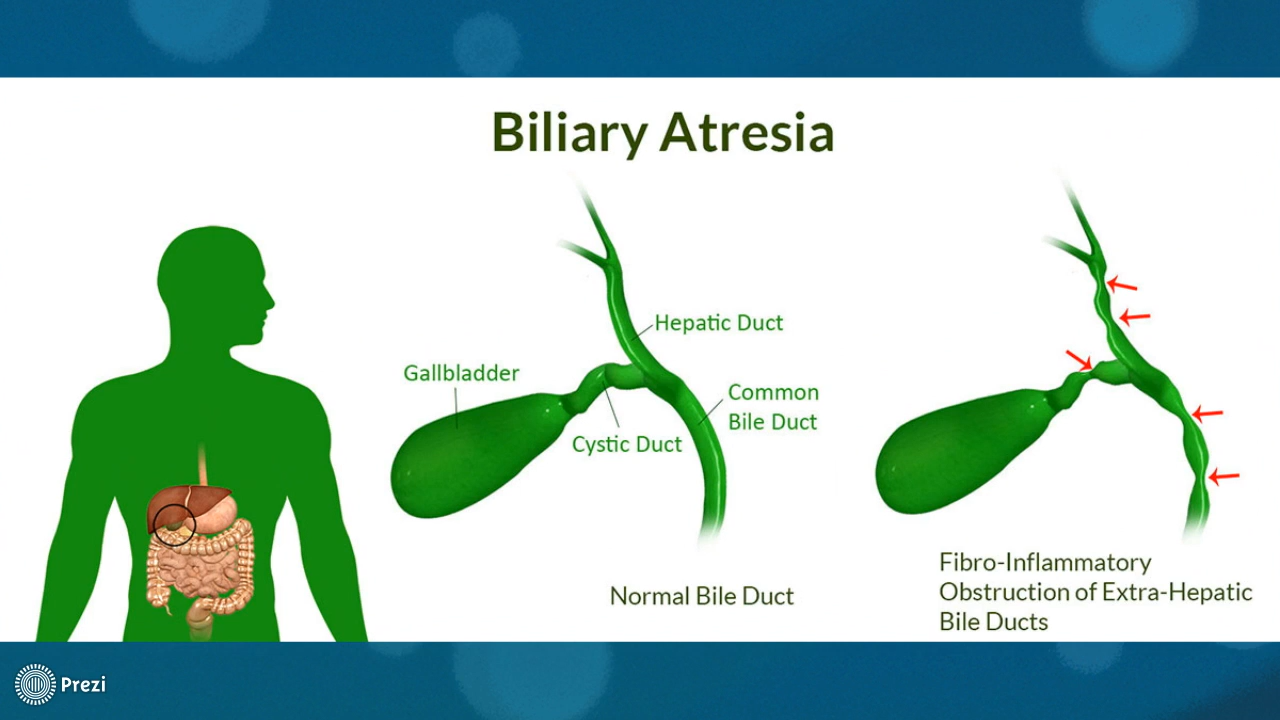 Biliary Atresia
Hepatic Duct
Gallbladder
Common
Bile Duct
Cystic Duct
Normal Bile Duct
Fibro-Inflammatory
Obstruction of Extra-Hepatic
Bile Ducts
Prezi